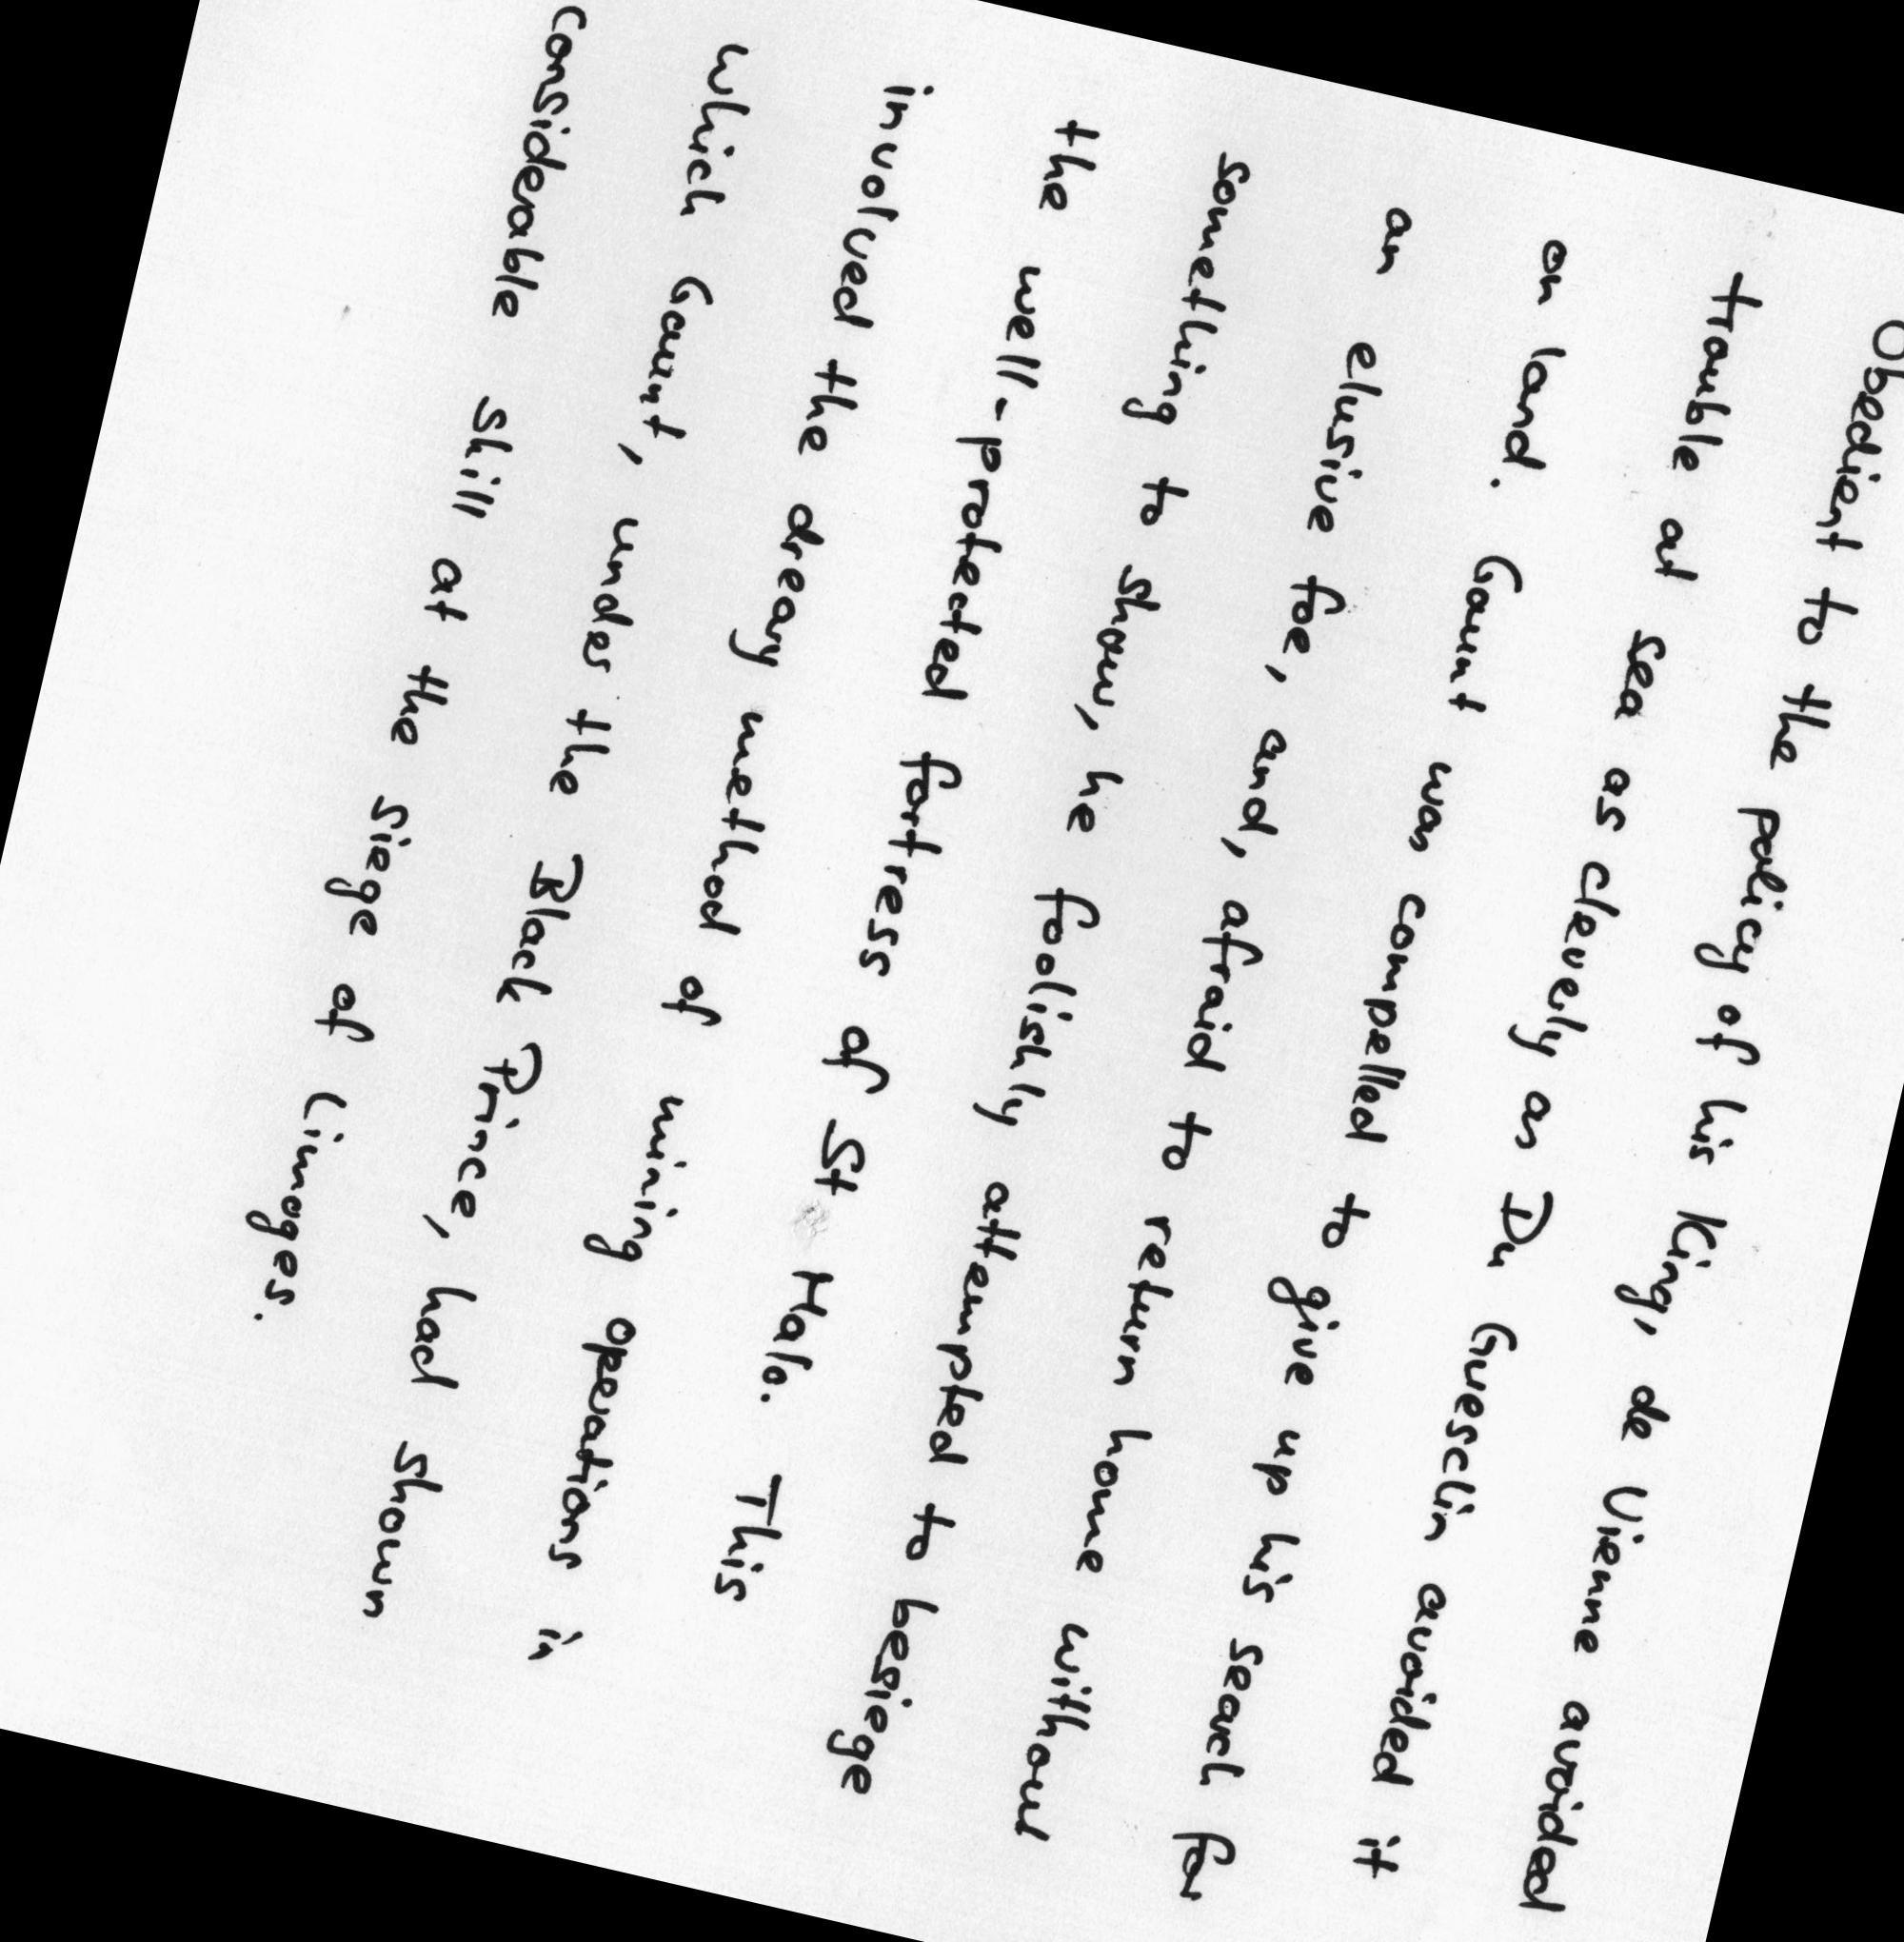 Obedient to the policy of his King, de Vienne avoided
trouble at sea as cleverly as Du Guesclin avoided it
on land. Gaunt was compelled to give up his search for
an elusive foe, and, afraid to return home without
something to show, he foolishly attempted to besiege
the well-protected fortress of St Malo. This
involved the dreary method of mining operations in
which Gaunt, under the Black Prince, had shown
considerable skill at the siege of Limoges.